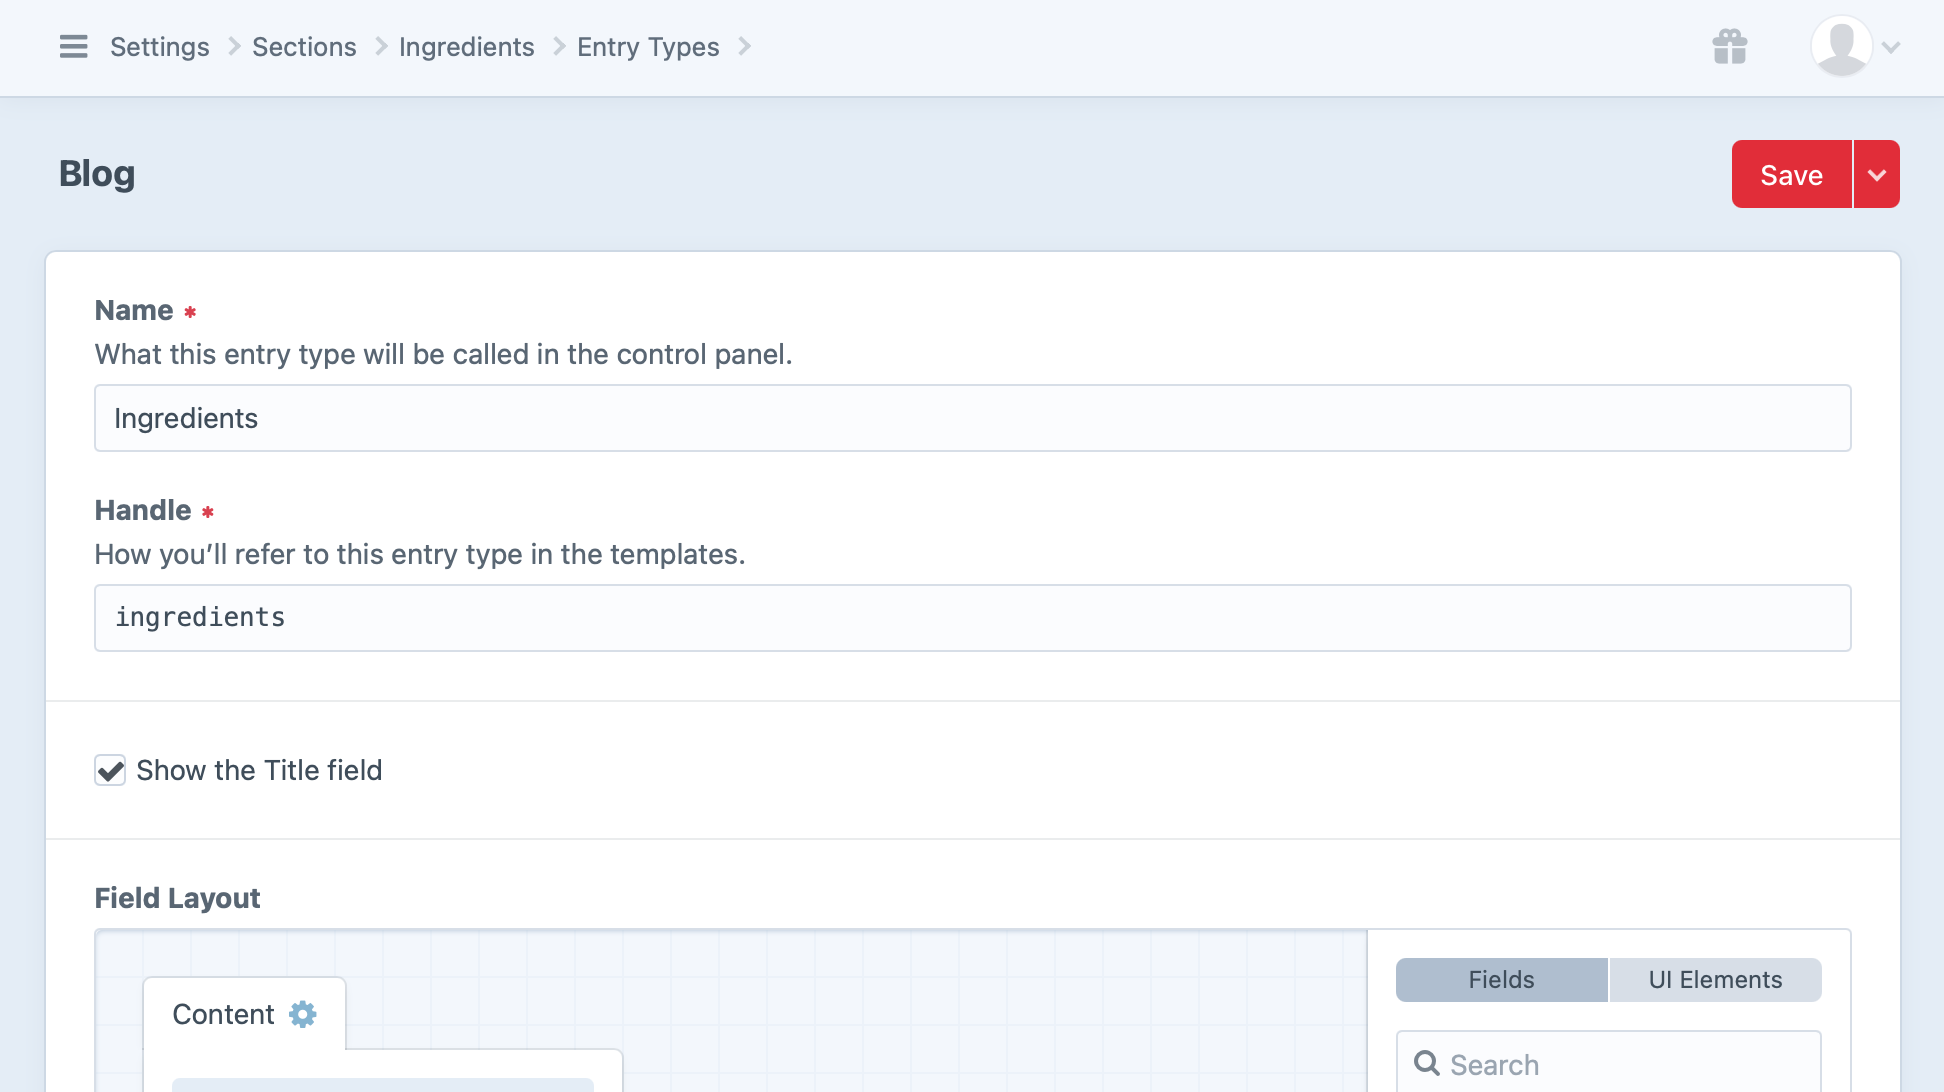 Settings Sections Ingredients Entry Types
Blog
Save
Name *
What this entry type will be called in the control panel.
Ingredients
Handle *
How you’ll refer to this entry type in the templates.
ingredients
Show the Title field
Field Layout
Content
Fields
UI Elements
Search